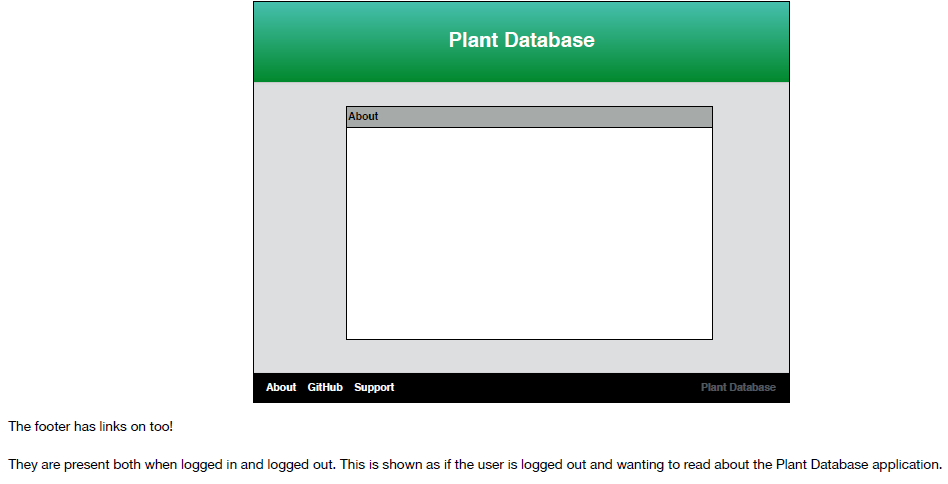 Plant Database
About
About GitHub Support Plant Database
The footer has links on too!
They are present both when logged in and logged out. This is shown as if the user is logged out and wanting to read about the Plant Database application.